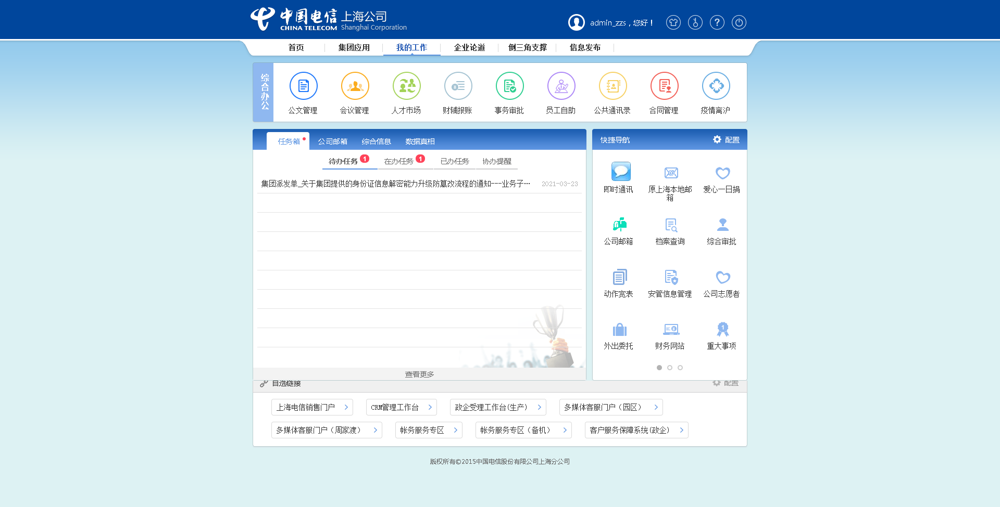 中国电信 上海公司
CHINA TELECOM Shanghai Corporation
admin_zzs，您好！
首页 集团应用 我的工作 企业论道 倒三角支撑 信息发布
综合办公
公文管理 会议管理 人才市场 财辅报账 事务审批 员工自助 公共通讯录 合同管理 疫情离沪
任务箱 公司邮箱 综合信息 数据真相
待办任务 1 在办任务 1 已办任务 协办提醒
集团派发单_关于集团提供的身份证信息解密能力升级防篡改流程的通知---业务子… 2021-03-23
查看更多
快捷导航 配置
即时通讯 原上海本地邮箱 爱心一日捐
公司邮箱 档案查询 综合审批
动作宽表 安管信息管理 公司志愿者
外出委托 财务网站 重大事项
自选链接 配置
上海电信销售门户 CRM管理工作台 政企受理工作台(生产) 多媒体客服门户（园区）
多媒体客服门户（周家渡） 帐务服务专区 帐务服务专区（备机） 客户服务保障系统(政企)
版权所有©2015中国电信股份有限公司上海分公司